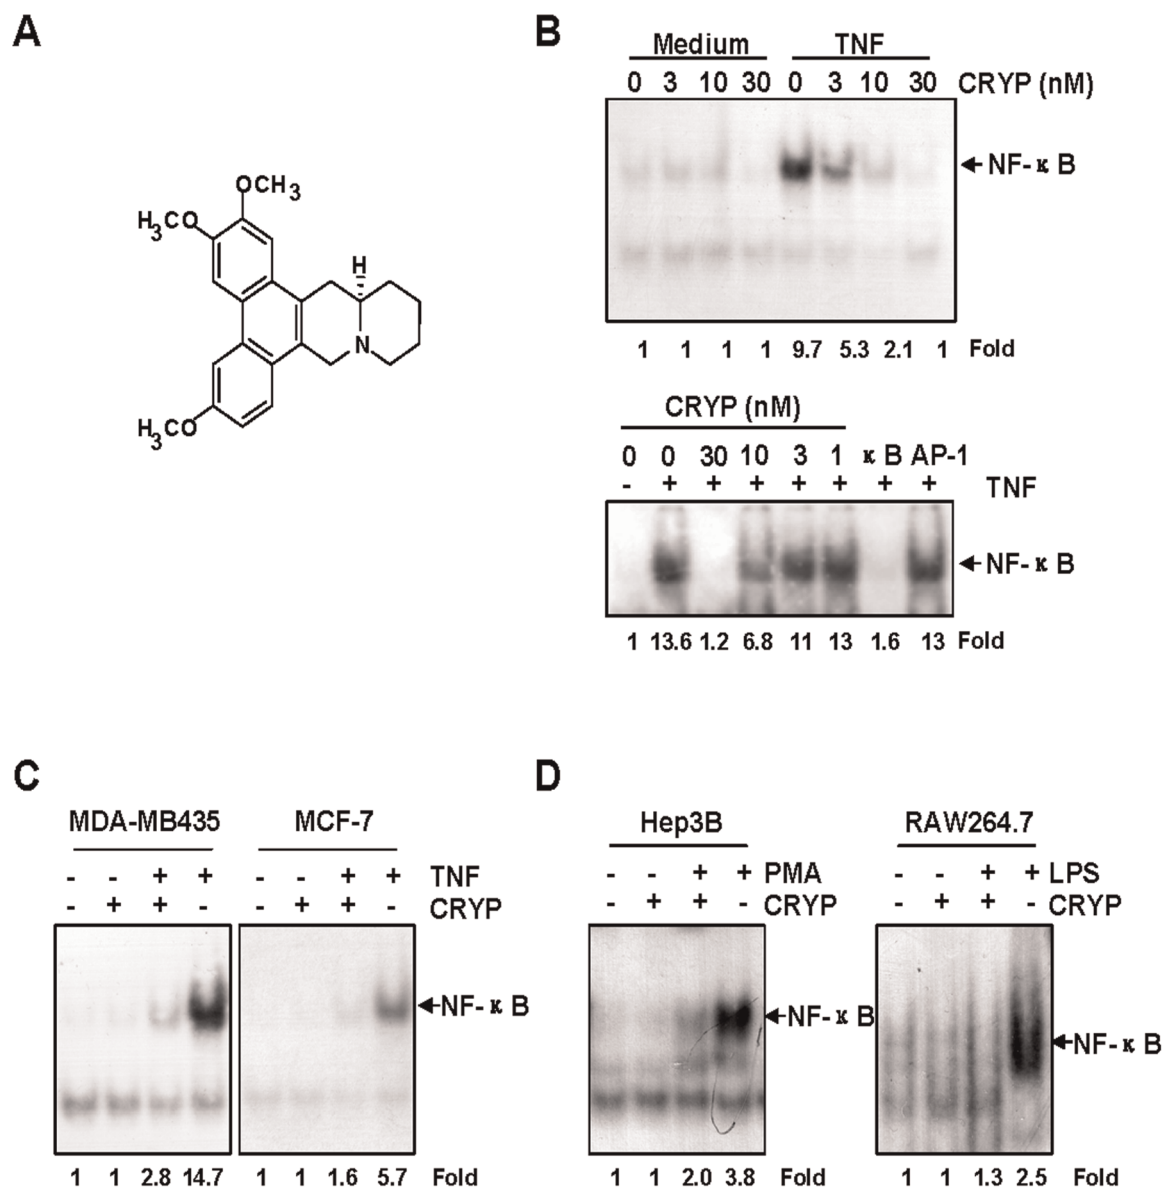 A
OCH3
H3CO
H
N
H3CO
B
Medium TNF
0 3 10 30 0 3 10 30 CRYP (nM)
NF-κB
1 1 1 1 9.7 5.3 2.1 1 Fold
CRYP (nM)
0 0 30 10 3 1 κB AP-1
- + + + + + + + TNF
NF-κB
1 13.6 1.2 6.8 11 13 1.6 13 Fold
C
MDA-MB435 MCF-7
- - + + - - + + TNF
- + + - - + + - CRYP
NF-κB
1 1 2.8 14.7 1 1 1.6 5.7 Fold
D
Hep3B RAW264.7
- - + + PMA - - + + LPS
- + + - CRYP - + + - CRYP
NF-κB
NF-κB
1 1 2.0 3.8 Fold 1 1 1.3 2.5 Fold